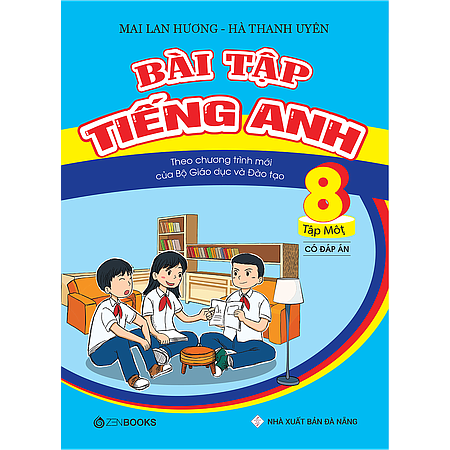 MAI LAN HƯƠNG - HÀ THANH UYÊN
BÀI TẬP
TIẾNG ANH
Theo chương trình mới
của Bộ Giáo dục và Đào tạo
8
Tập Một
CÓ ĐÁP ÁN
ZENBOOKS
NHÀ XUẤT BẢN ĐÀ NẴNG